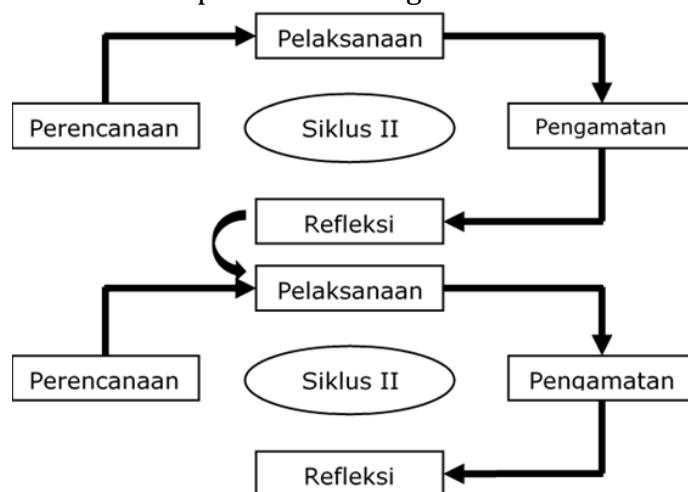 Pelaksanaan
Perencanaan
Siklus II
Pengamatan
Refleksi
Pelaksanaan
Perencanaan
Siklus II
Pengamatan
Refleksi